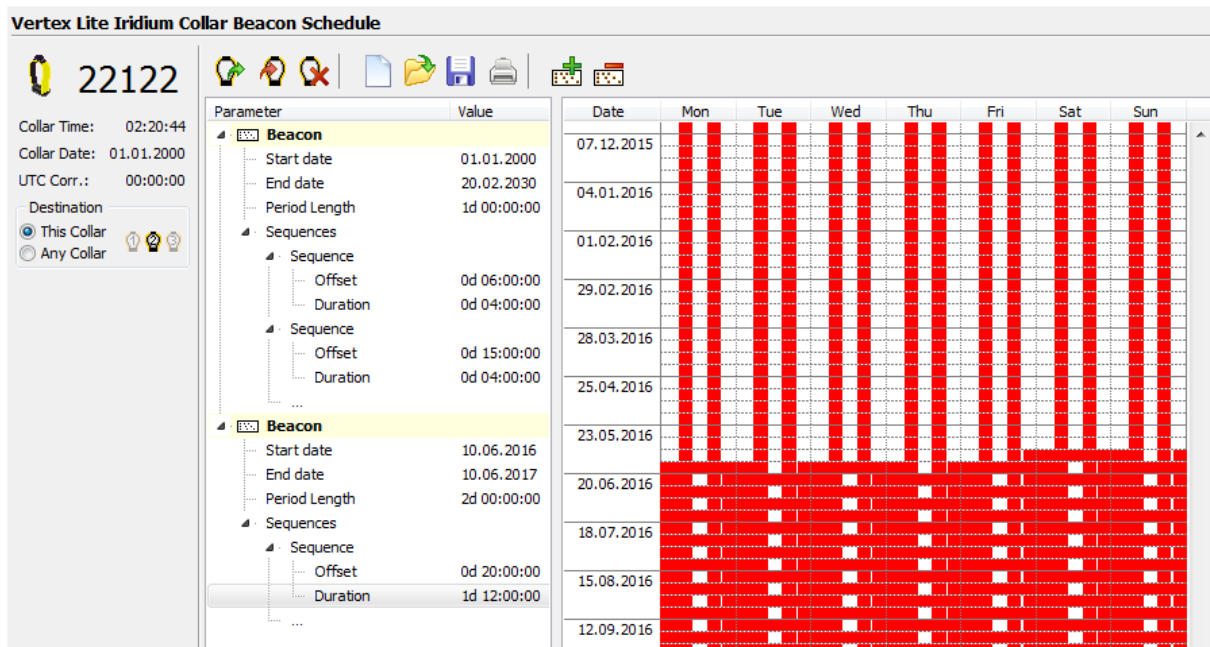 Vertex Lite Iridium Collar Beacon Schedule
22122
Collar Time: 02:20:44
Collar Date: 01.01.2000
UTC Corr.: 00:00:00
Destination
This Collar
Any Collar
1 2 3
Parameter Value
Beacon
Start date 01.01.2000
End date 20.02.2030
Period Length 1d 00:00:00
Sequences
Sequence
Offset 0d 06:00:00
Duration 0d 04:00:00
Sequence
Offset 0d 15:00:00
Duration 0d 04:00:00
...
Beacon
Start date 10.06.2016
End date 10.06.2017
Period Length 2d 00:00:00
Sequences
Sequence
Offset 0d 20:00:00
Duration 1d 12:00:00
...
Date Mon Tue Wed Thu Fri Sat Sun
07.12.2015
04.01.2016
01.02.2016
29.02.2016
28.03.2016
25.04.2016
23.05.2016
20.06.2016
18.07.2016
15.08.2016
12.09.2016